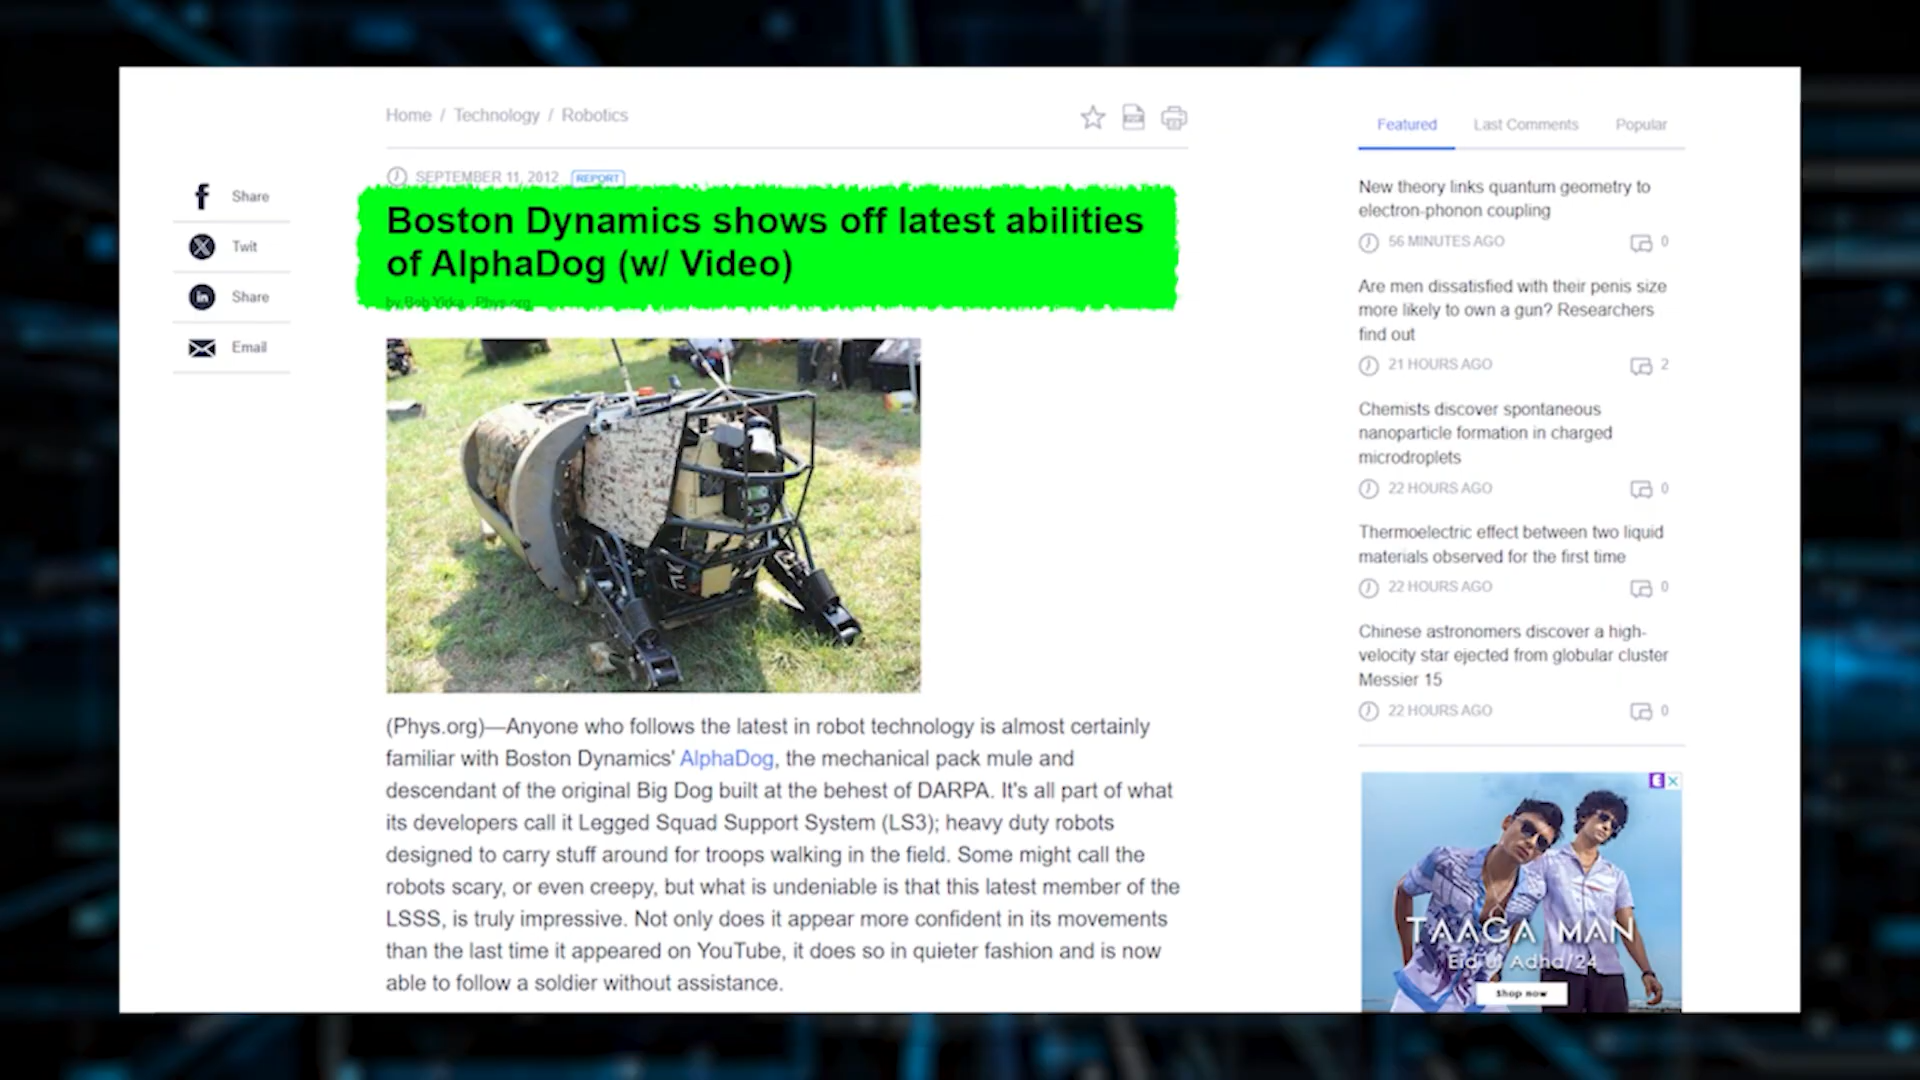 Home / Technology / Robotics
SEPTEMBER 11, 2012 REPORT
Boston Dynamics shows off latest abilities
of AlphaDog (w/ Video)
by Bob Yirka, Phys.org
Share
Twit
Share
Email
(Phys.org)—Anyone who follows the latest in robot technology is almost certainly
familiar with Boston Dynamics' AlphaDog, the mechanical pack mule and
descendant of the original Big Dog built at the behest of DARPA. It's all part of what
its developers call it Legged Squad Support System (LS3); heavy duty robots
designed to carry stuff around for troops walking in the field. Some might call the
robots scary, or even creepy, but what is undeniable is that this latest member of the
LSSS, is truly impressive. Not only does it appear more confident in its movements
than the last time it appeared on YouTube, it does so in quieter fashion and is now
able to follow a soldier without assistance.
Featured Last Comments Popular
New theory links quantum geometry to
electron-phonon coupling
56 MINUTES AGO 0
Are men dissatisfied with their penis size
more likely to own a gun? Researchers
find out
21 HOURS AGO 2
Chemists discover spontaneous
nanoparticle formation in charged
microdroplets
22 HOURS AGO 0
Thermoelectric effect between two liquid
materials observed for the first time
22 HOURS AGO 0
Chinese astronomers discover a high-
velocity star ejected from globular cluster
Messier 15
22 HOURS AGO 0
TAAGA MAN
Eid ul Adha/24
Shop now